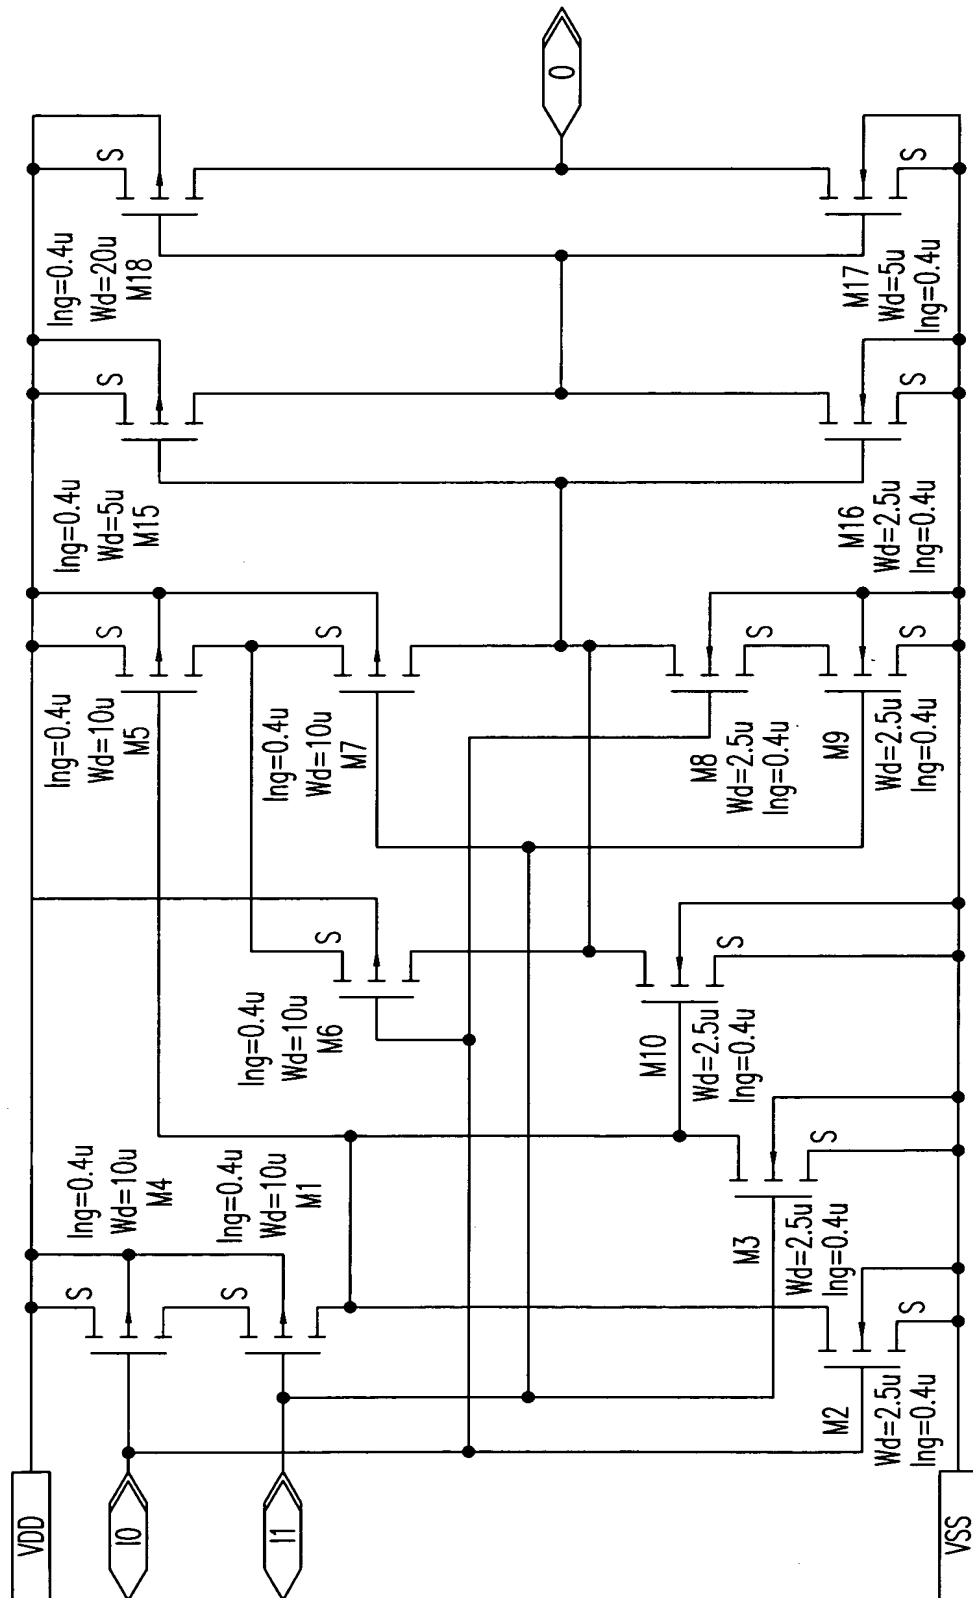 VDD
I0
I1
VSS
lng=0.4u
Wd=10u
M4
S
lng=0.4u
Wd=10u
M1
S
M2
Wd=2.5u
lng=0.4u
S
M3
Wd=2.5u
lng=0.4u
S
lng=0.4u
Wd=10u
M6
S
M10
Wd=2.5u
lng=0.4u
S
lng=0.4u
Wd=10u
M5
S
lng=0.4u
Wd=10u
M7
S
M8
Wd=2.5u
lng=0.4u
S
M9
Wd=2.5u
lng=0.4u
S
lng=0.4u
Wd=5u
M15
S
M16
Wd=2.5u
lng=0.4u
S
lng=0.4u
Wd=20u
M18
S
M17
Wd=5u
lng=0.4u
S
O